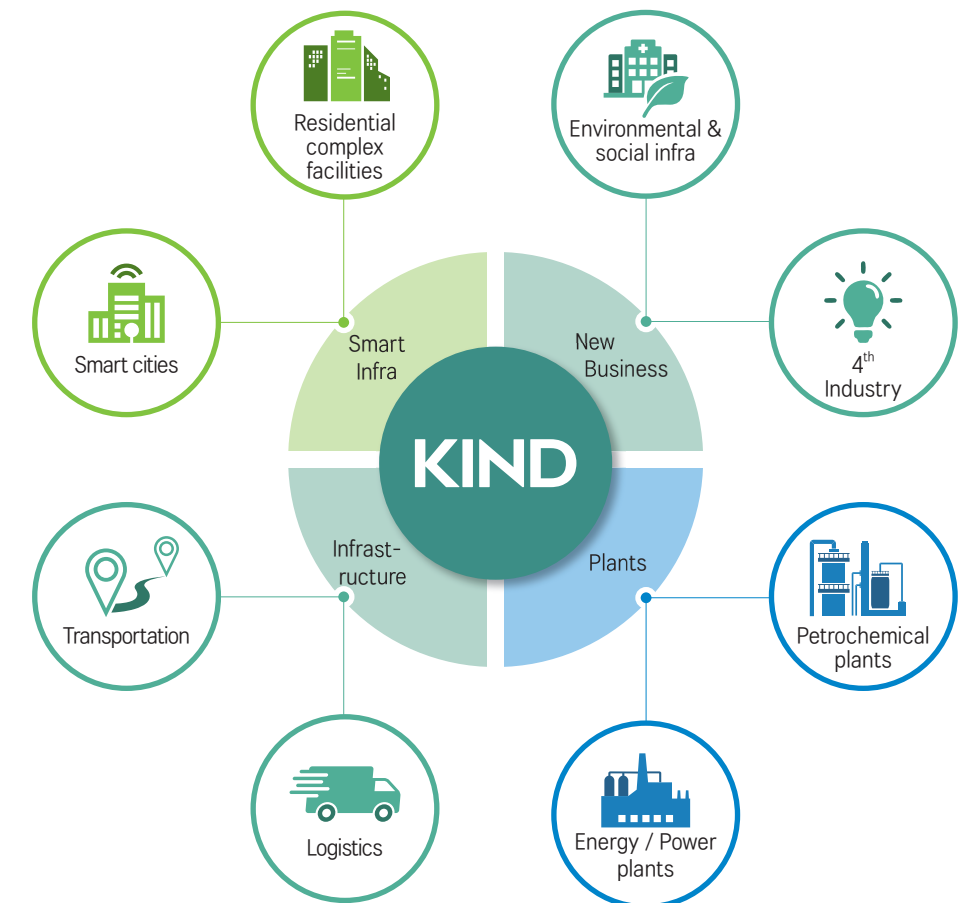 Residential
complex
facilities
Environmental &
social infra
Smart cities
4th
Industry
Smart
Infra
New
Business
KIND
Infrast-
ructure
Plants
Transportation
Petrochemical
plants
Logistics
Energy / Power
plants